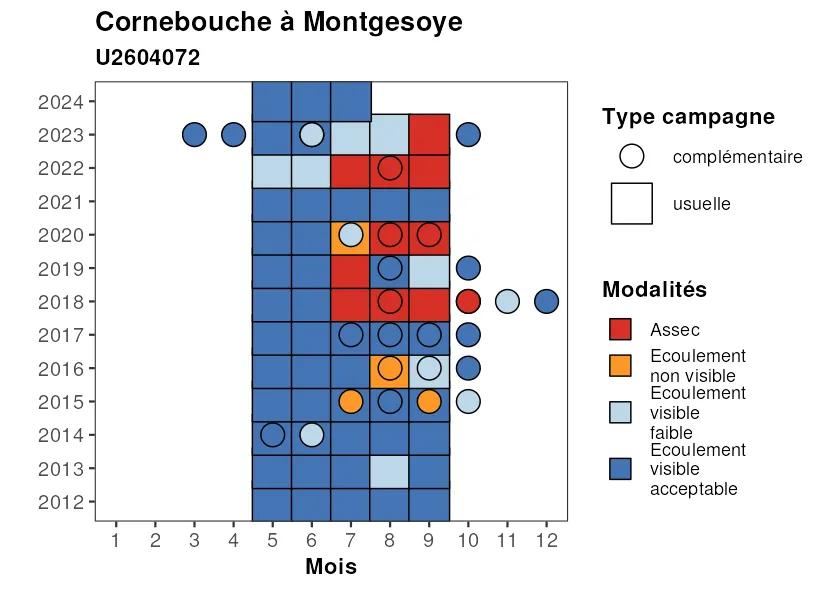 Cornebouche à Montgesoye
U2604072
2024
2023
2022
2021
2020
2019
2018
2017
2016
2015
2014
2013
2012
1 2 3 4 5 6 7 8 9 10 11 12
Mois
Type campagne
complémentaire
usuelle
Modalités
Assec
Ecoulement
non visible
Ecoulement
visible
faible
Ecoulement
visible
acceptable